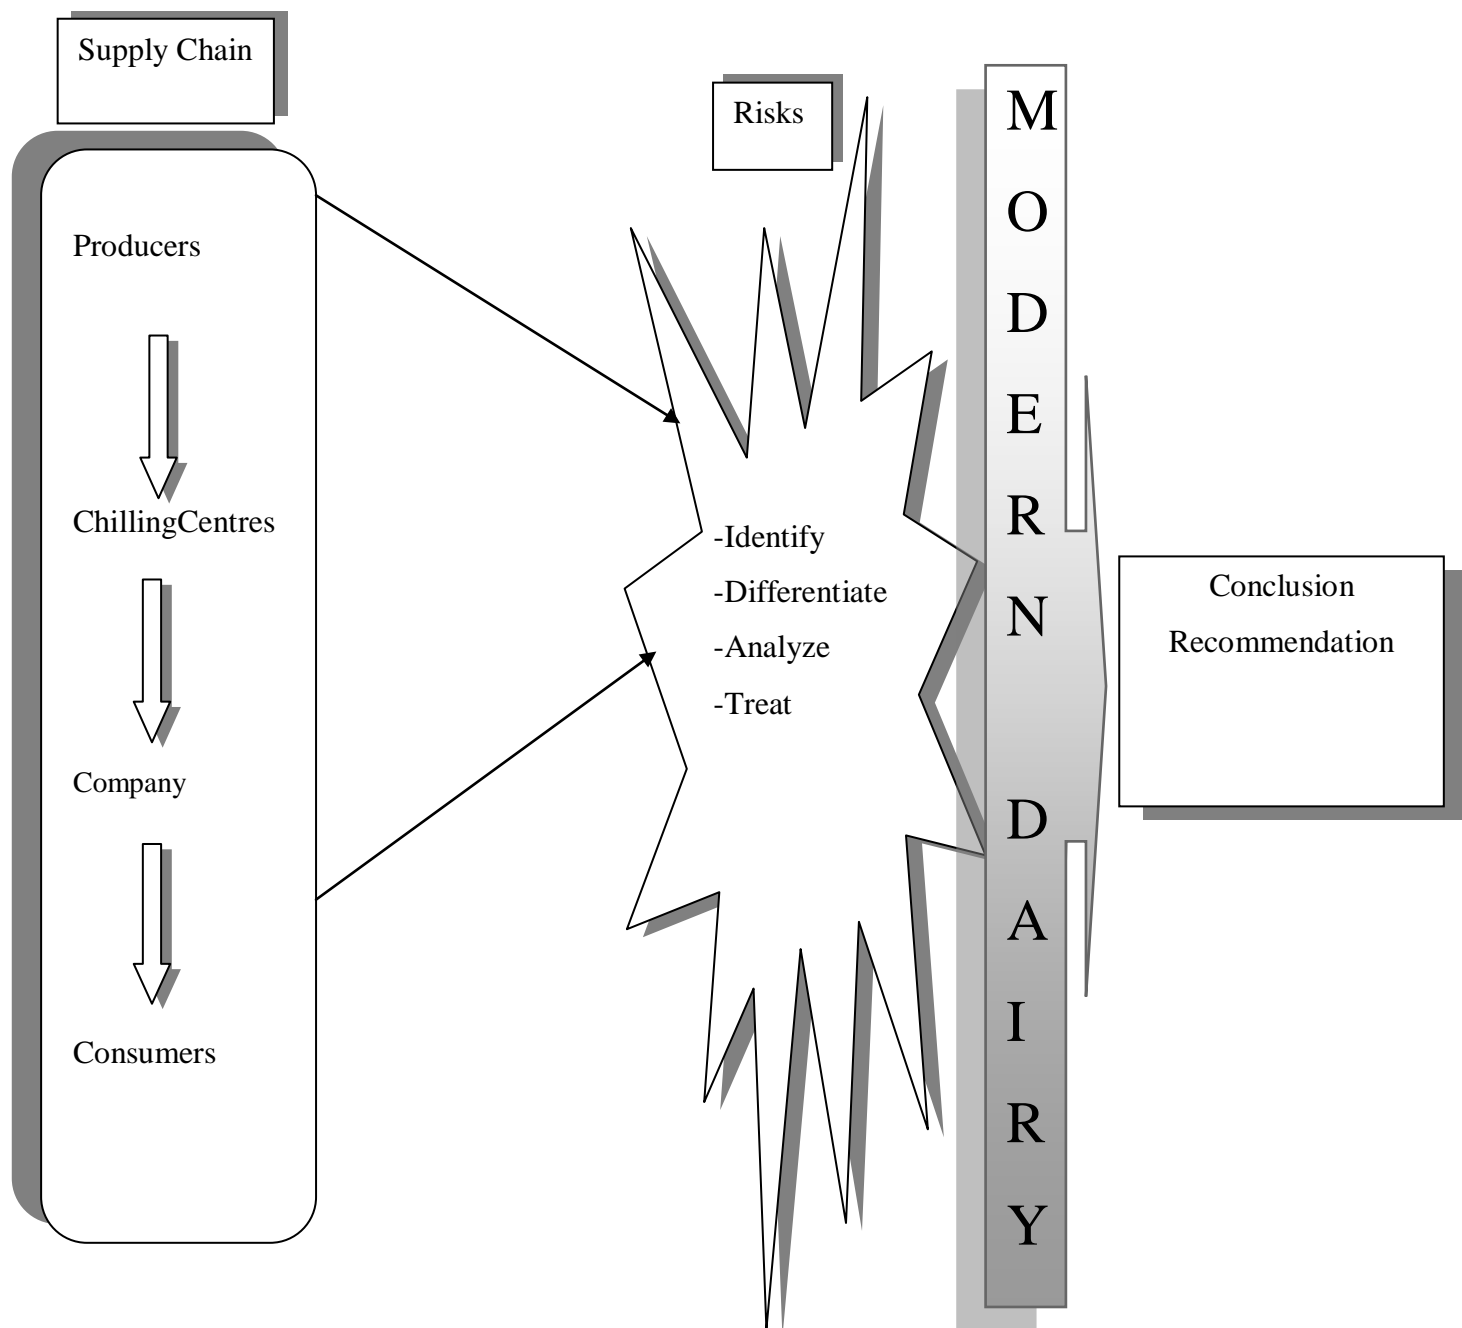 Supply Chain
Producers
ChillingCentres
Company
Consumers
Risks
-Identify
-Differentiate
-Analyze
-Treat
M
O
D
E
R
N
D
A
I
R
Y
Conclusion
Recommendation